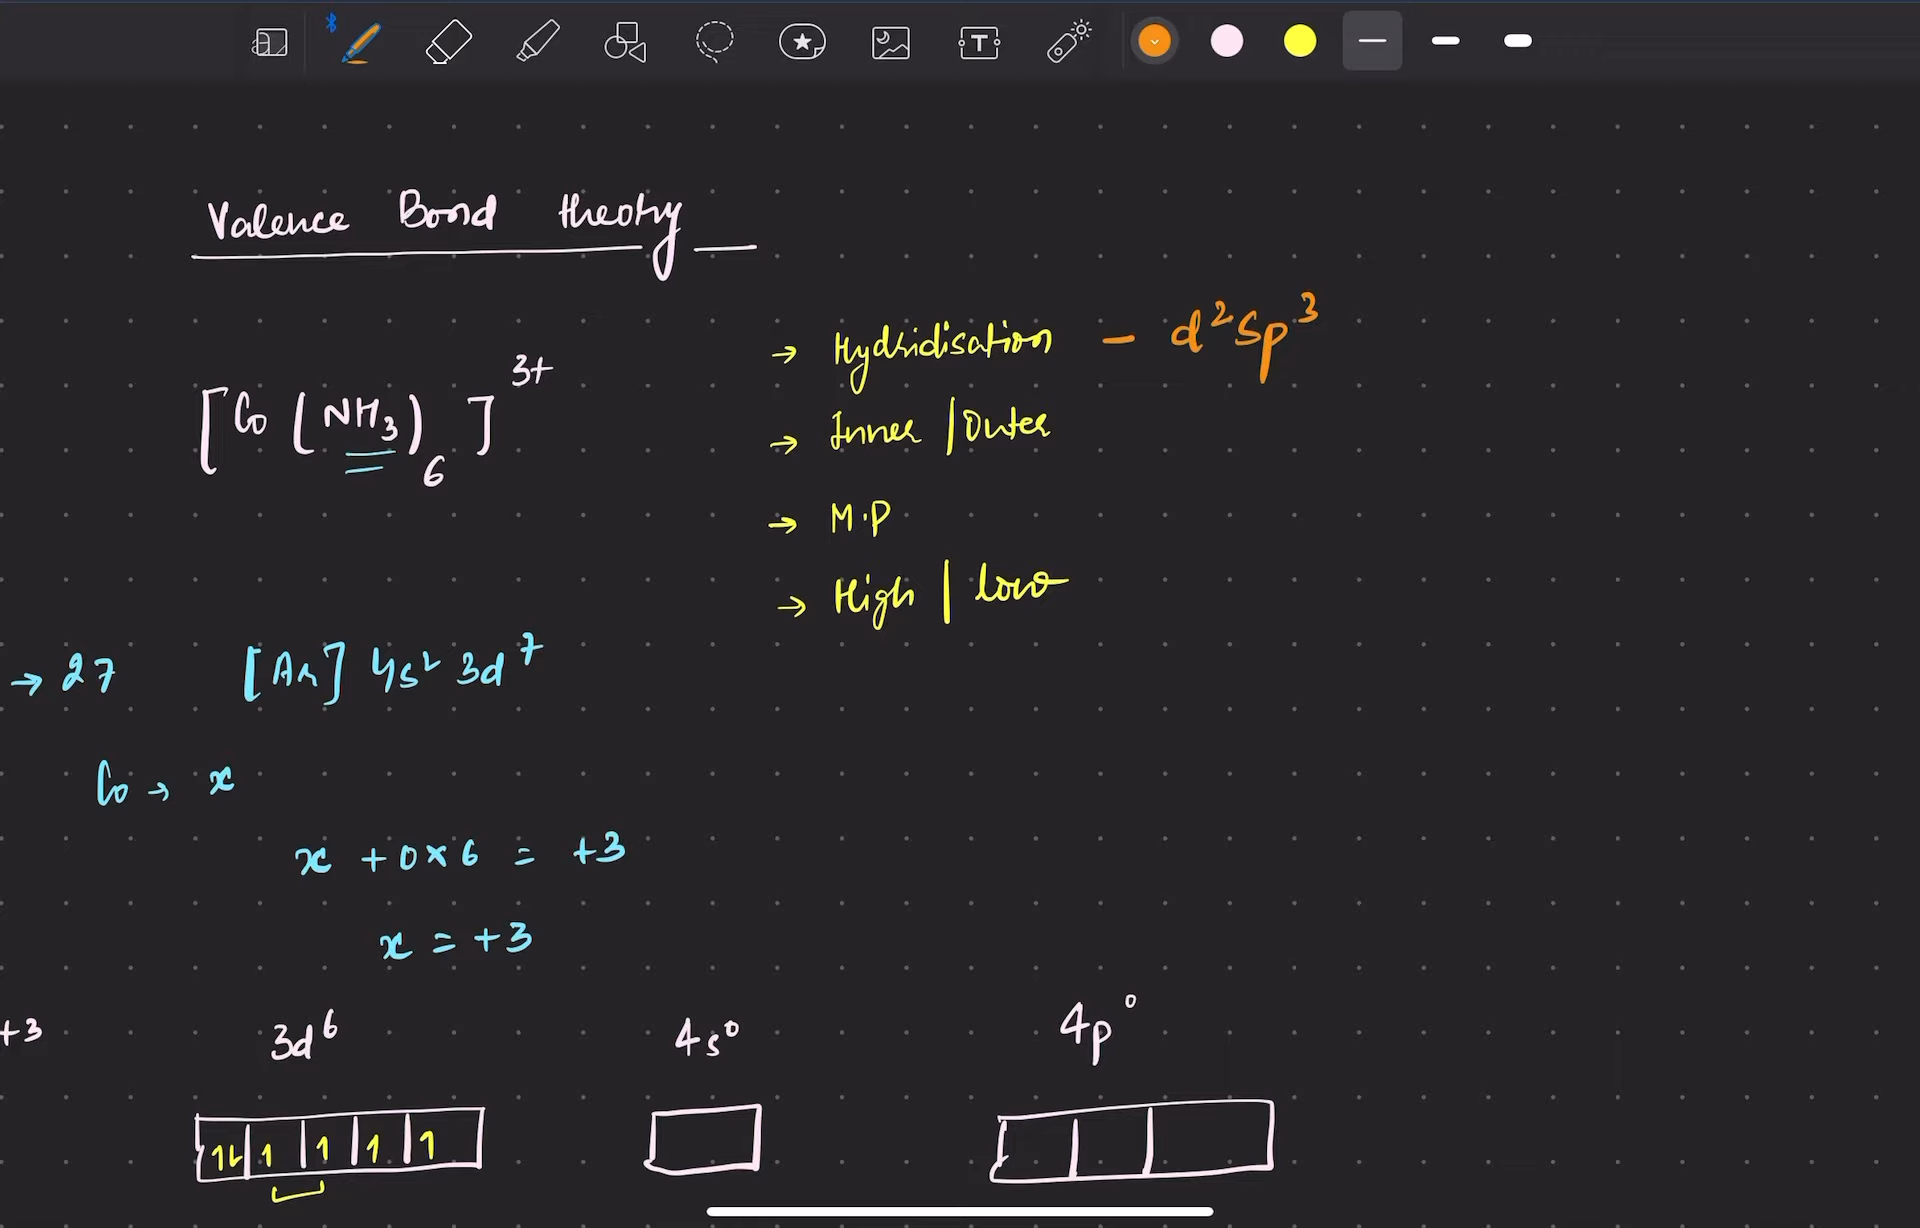 Valence Bond theory
[Co(NH3)6]3+
→ Hydridisation - d²sp³
→ Inner | Outer
→ M.P
→ High | low
→ 27 [Ar] 4s² 3d⁷
Co → x
x + 0 × 6 = +3
x = +3
+3 3d⁶ 4s⁰ 4p⁰
1L 1 1 1 1